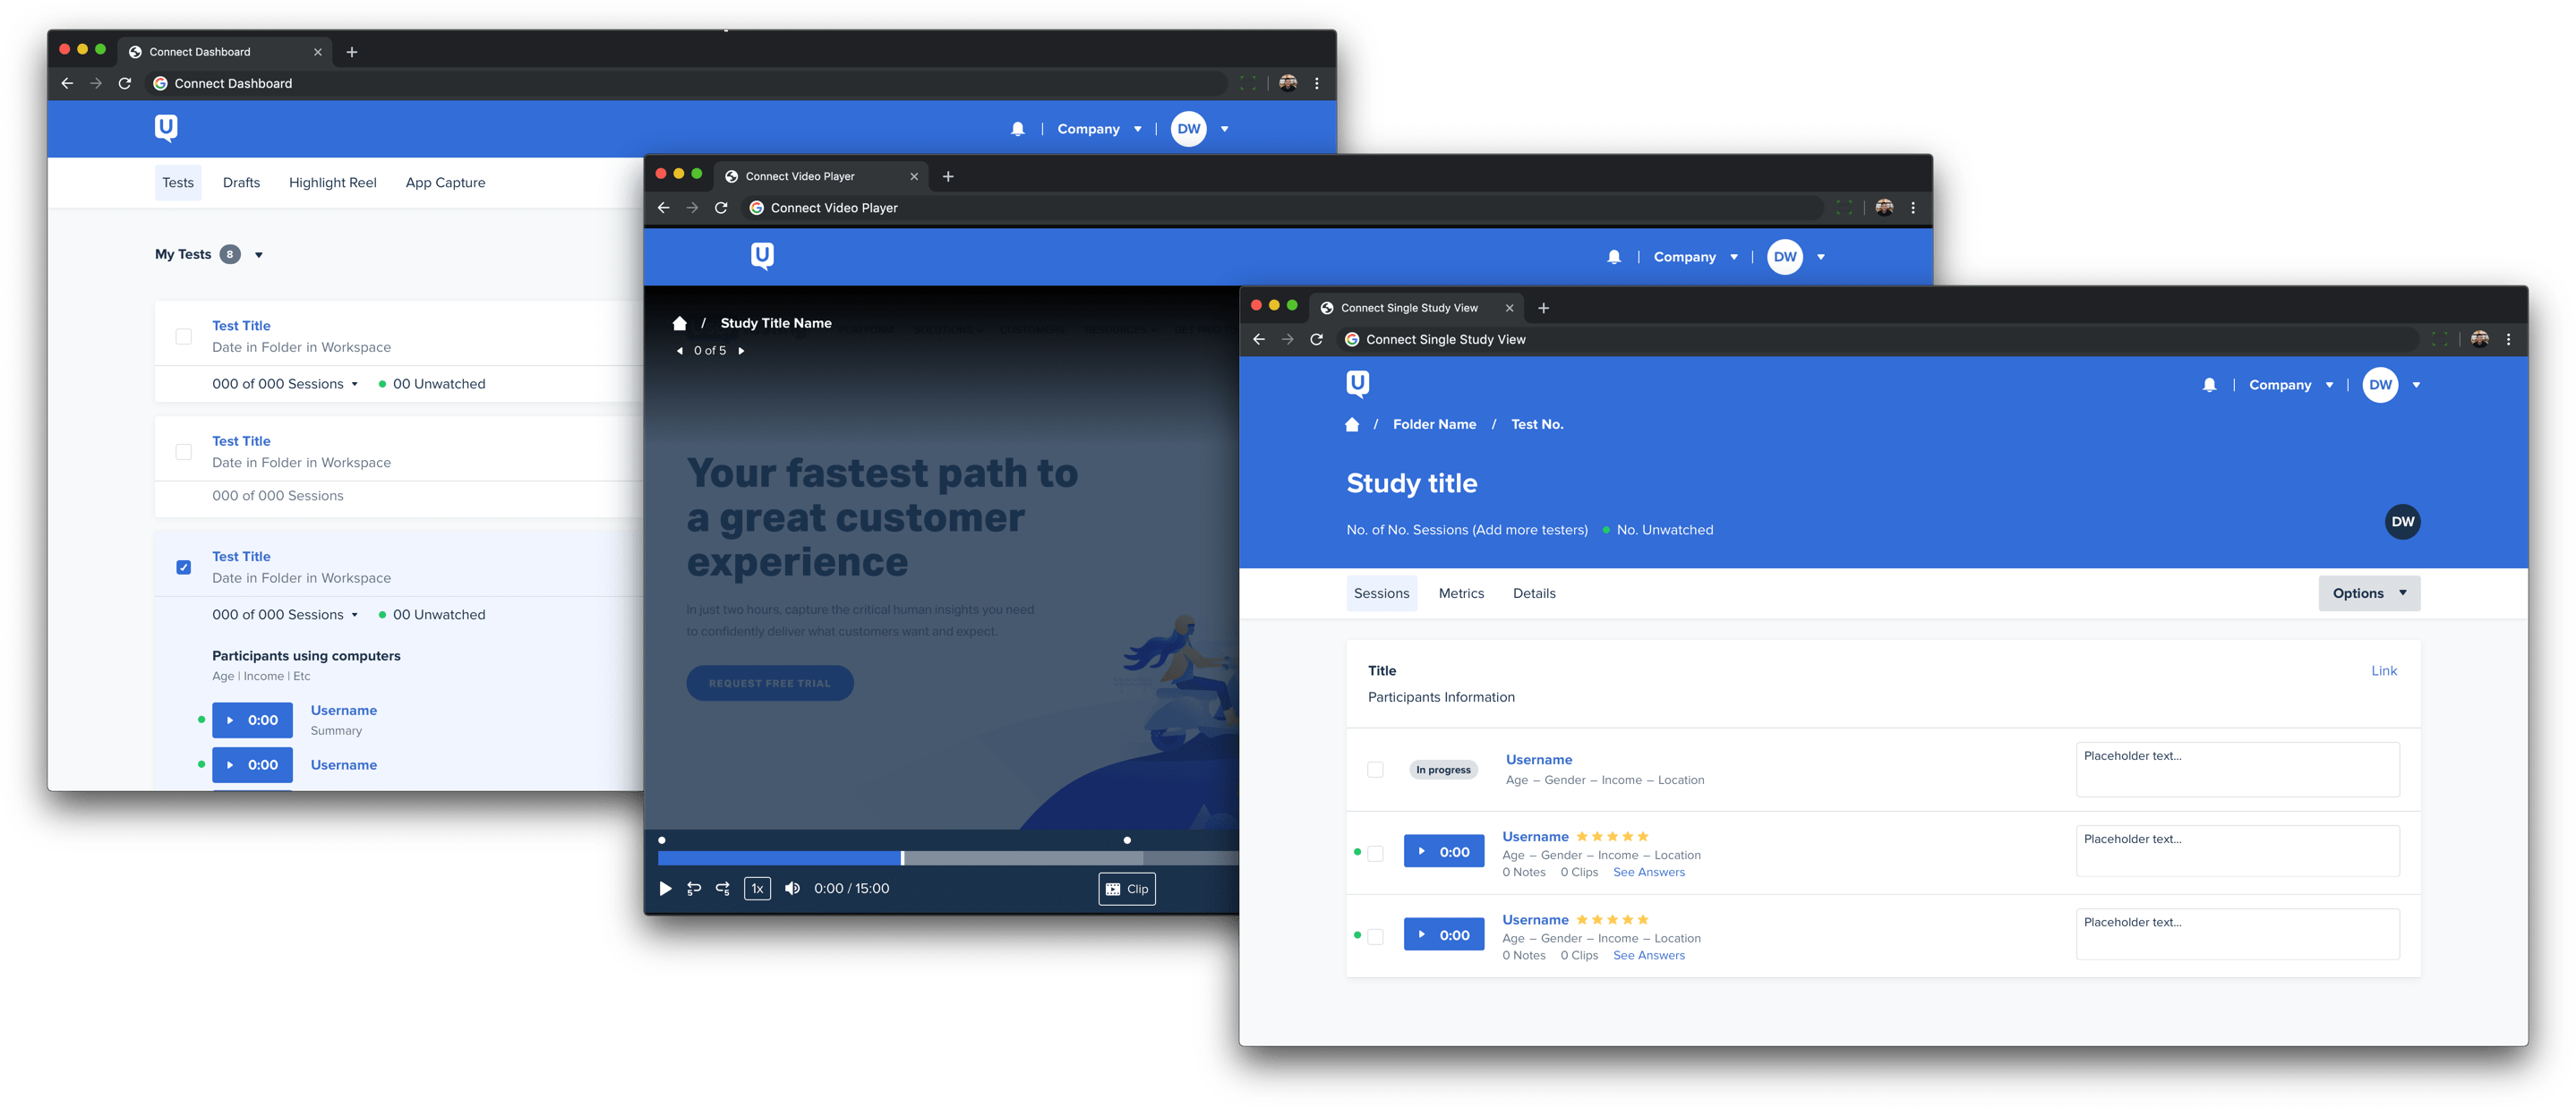 Connect Dashboard
Connect Dashboard
U
Company
DW
Tests Drafts Highlight Reel App Capture
My Tests 8
Test Title
Date in Folder in Workspace
000 of 000 Sessions 00 Unwatched
Test Title
Date in Folder in Workspace
000 of 000 Sessions
Test Title
Date in Folder in Workspace
000 of 000 Sessions 00 Unwatched
Participants using computers
Age | Income | Etc
0:00 Username
Summary
0:00 Username
Connect Video Player
Connect Video Player
U
Company
DW
/ Study Title Name
PLATFORM SOLUTIONS CUSTOMERS RESOURCES
0 of 5
Your fastest path to
a great customer
experience
In just two hours, capture the critical human insights you need
to confidently deliver what customers want and expect.
REQUEST FREE TRIAL
5 5 1x 0:00 / 15:00 Clip
Connect Single Study View
Connect Single Study View
U
Company
DW
/ Folder Name / Test No.
Study title
DW
No. of No. Sessions (Add more testers) No. Unwatched
Sessions Metrics Details Options
Title Link
Participants Information
In progress Username
Age – Gender – Income – Location
Placeholder text...
0:00 Username
Age – Gender – Income – Location
0 Notes 0 Clips See Answers
Placeholder text...
0:00 Username
Age – Gender – Income – Location
0 Notes 0 Clips See Answers
Placeholder text...